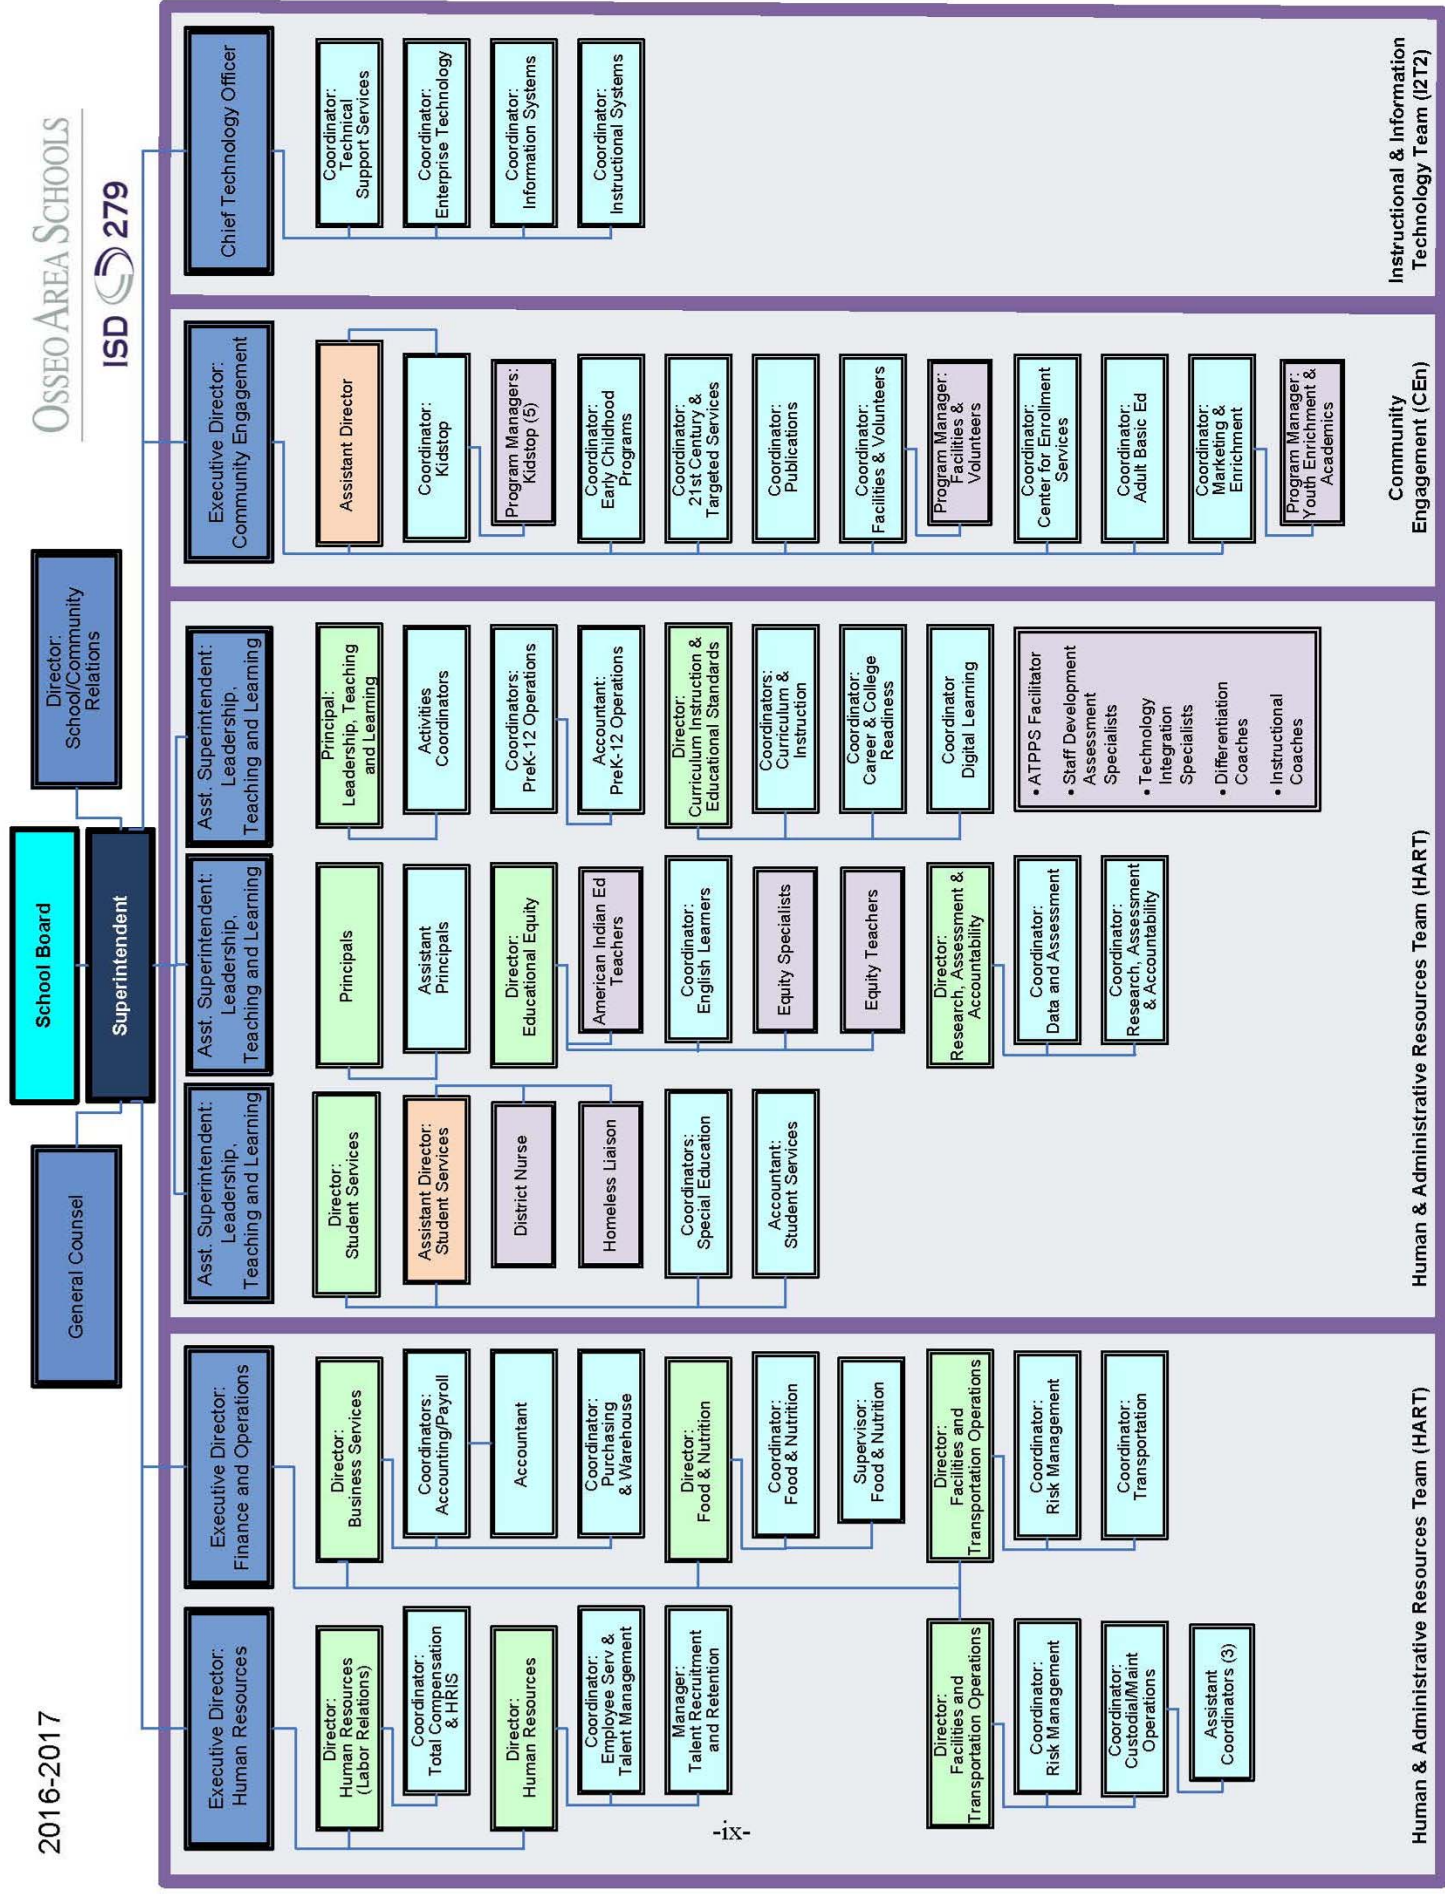 2016-2017
OSSEO AREA SCHOOLS
ISD 279
School Board
Superintendent
General Counsel
Director:
School/Community
Relations
Executive Director:
Human Resources
Director:
Human Resources
(Labor Relations)
Coordinator:
Total Compensation
& HRIS
Director:
Human Resources
Coordinator:
Employee Serv &
Talent Management
Manager:
Talent Recruitment
and Retention
Director:
Facilities and
Transportation Operations
Coordinator:
Risk Management
Coordinator:
Custodial/Maint
Operations
Assistant
Coordinators (3)
Executive Director:
Finance and Operations
Director:
Business Services
Coordinators:
Accounting/Payroll
Accountant
Coordinator:
Purchasing
& Warehouse
Director:
Food & Nutrition
Coordinator:
Food & Nutrition
Supervisor:
Food & Nutrition
Director:
Facilities and
Transportation Operations
Coordinator:
Risk Management
Coordinator:
Transportation
Human & Administrative Resources Team (HART)
Asst. Superintendent:
Leadership,
Teaching and Learning
Director:
Student Services
Assistant Director:
Student Services
District Nurse
Homeless Liaison
Coordinators:
Special Education
Accountant:
Student Services
Asst. Superintendent:
Leadership,
Teaching and Learning
Principals
Assistant
Principals
Director:
Educational Equity
American Indian Ed
Teachers
Coordinator:
English Learners
Equity Specialists
Equity Teachers
Director:
Research, Assessment &
Accountability
Coordinator:
Data and Assessment
Coordinator:
Research, Assessment
& Accountability
Asst. Superintendent:
Leadership,
Teaching and Learning
Principal:
Leadership, Teaching
and Learning
Activities
Coordinators
Coordinators:
PreK-12 Operations
Accountant:
PreK-12 Operations
Director:
Curriculum Instruction &
Educational Standards
Coordinators:
Curriculum &
Instruction
Coordinator:
Career & College
Readiness
Coordinator
Digital Learning
• ATPPS Facilitator
• Staff Development
Assessment
Specialists
• Technology
Integration
Specialists
• Differentiation
Coaches
• Instructional
Coaches
Human & Administrative Resources Team (HART)
Executive Director:
Community Engagement
Assistant Director
Coordinator:
Kidstop
Program Managers:
Kidstop (5)
Coordinator:
Early Childhood
Programs
Coordinator:
21st Century &
Targeted Services
Coordinator:
Publications
Coordinator:
Facilities & Volunteers
Program Manager:
Facilities &
Volunteers
Coordinator:
Center for Enrollment
Services
Coordinator:
Adult Basic Ed
Coordinator:
Marketing &
Enrichment
Program Manager:
Youth Enrichment &
Academics
Community
Engagement (CEn)
Chief Technology Officer
Coordinator:
Technical
Support Services
Coordinator:
Enterprise Technology
Coordinator:
Information Systems
Coordinator:
Instructional Systems
Instructional & Information
Technology Team (I2T2)
-ix-